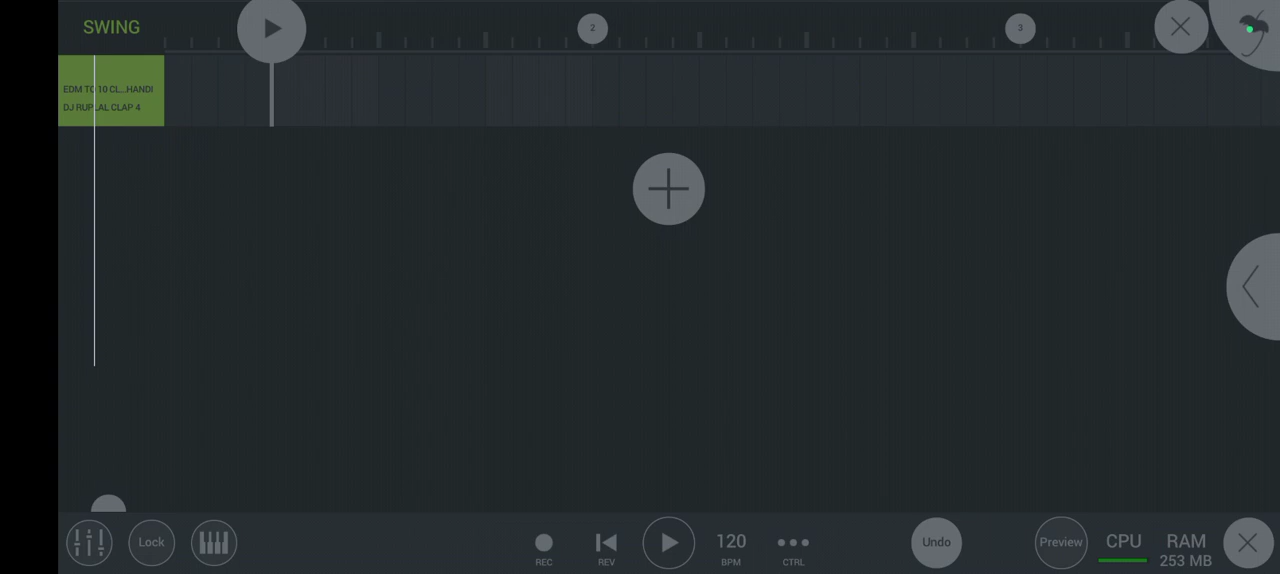 SWING
2
3
EDM TO 10 CL...HANDI
DJ RUPLAL CLAP 4
Lock
REC
REV
120
BPM
CTRL
Undo
Preview
CPU
RAM
253 MB